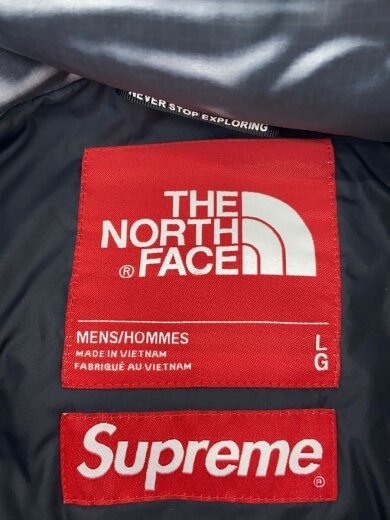 NEVER STOP EXPLORING
THE
NORTH
® FACE
MENS/HOMMES
MADE IN VIETNAM
FABRIQUÉ AU VIETNAM
L
G
Supreme
®